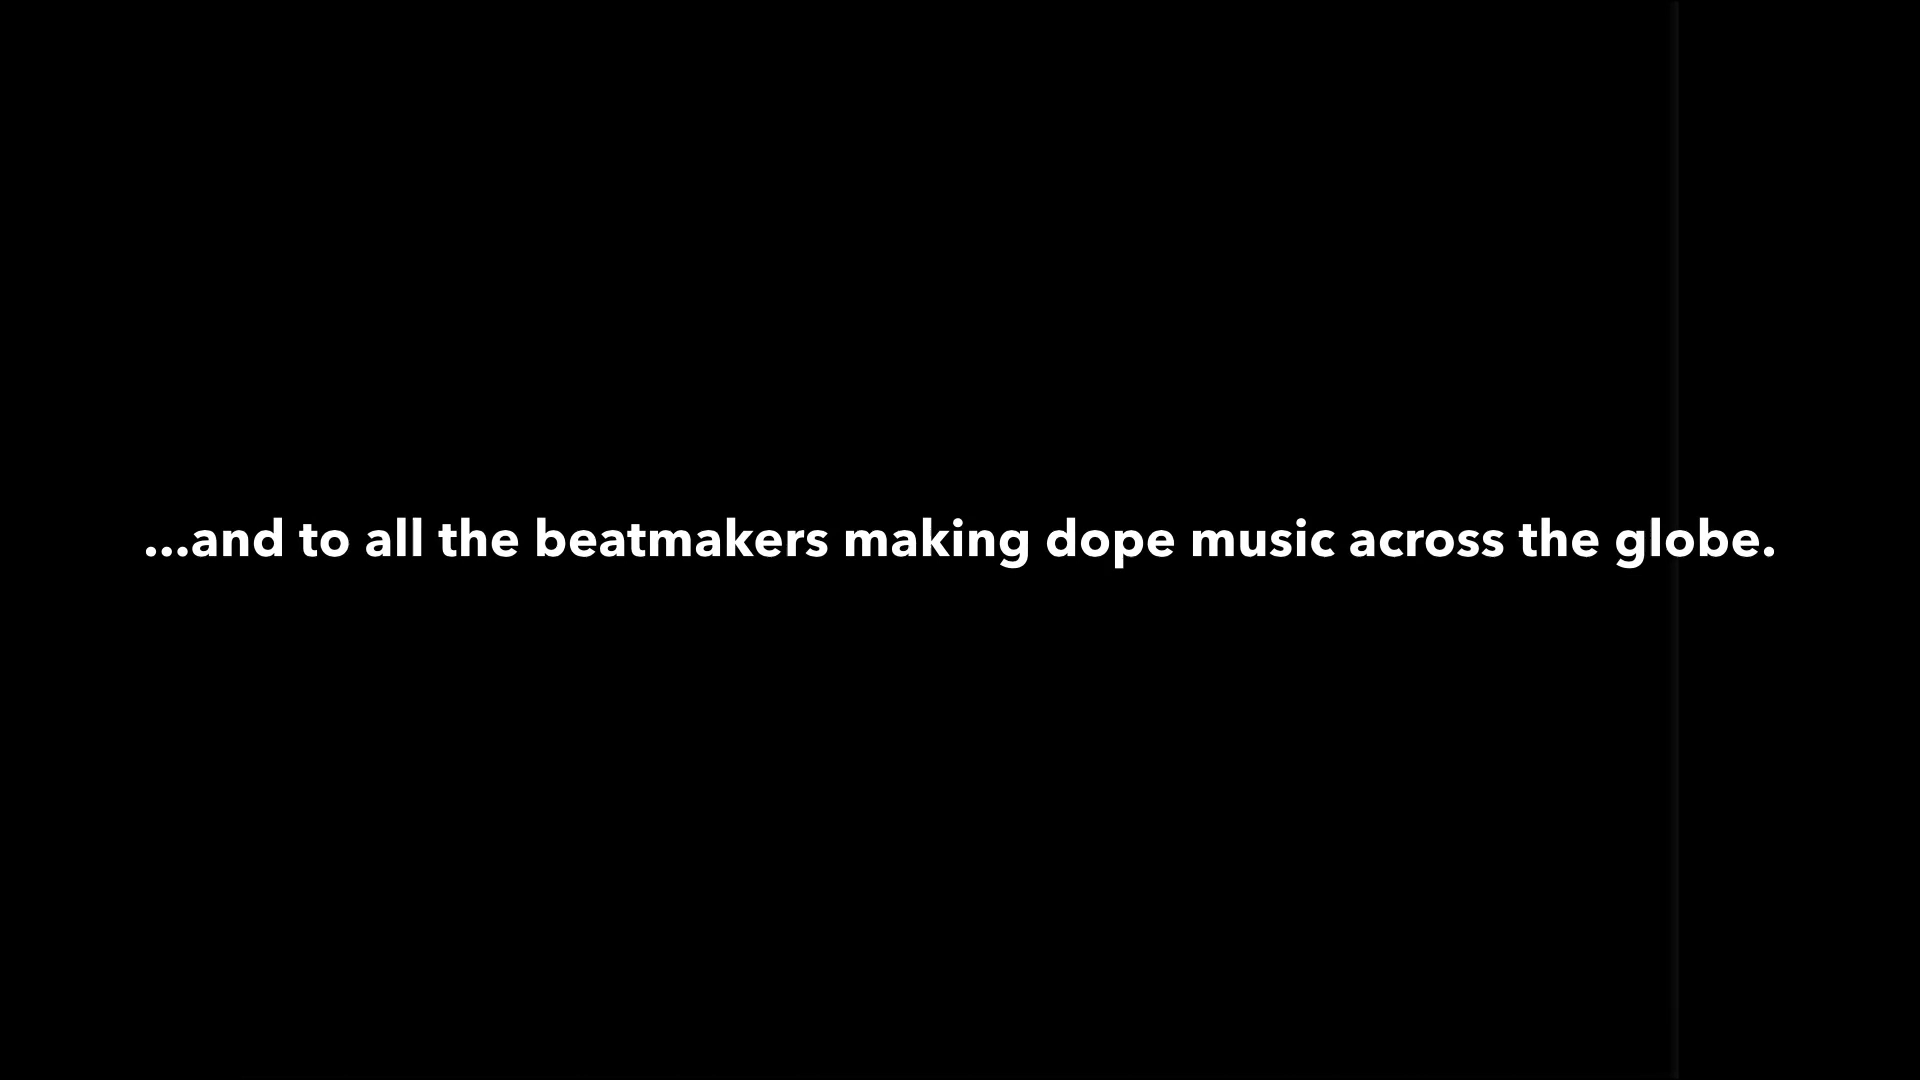 ...and to all the beatmakers making dope music across the globe.